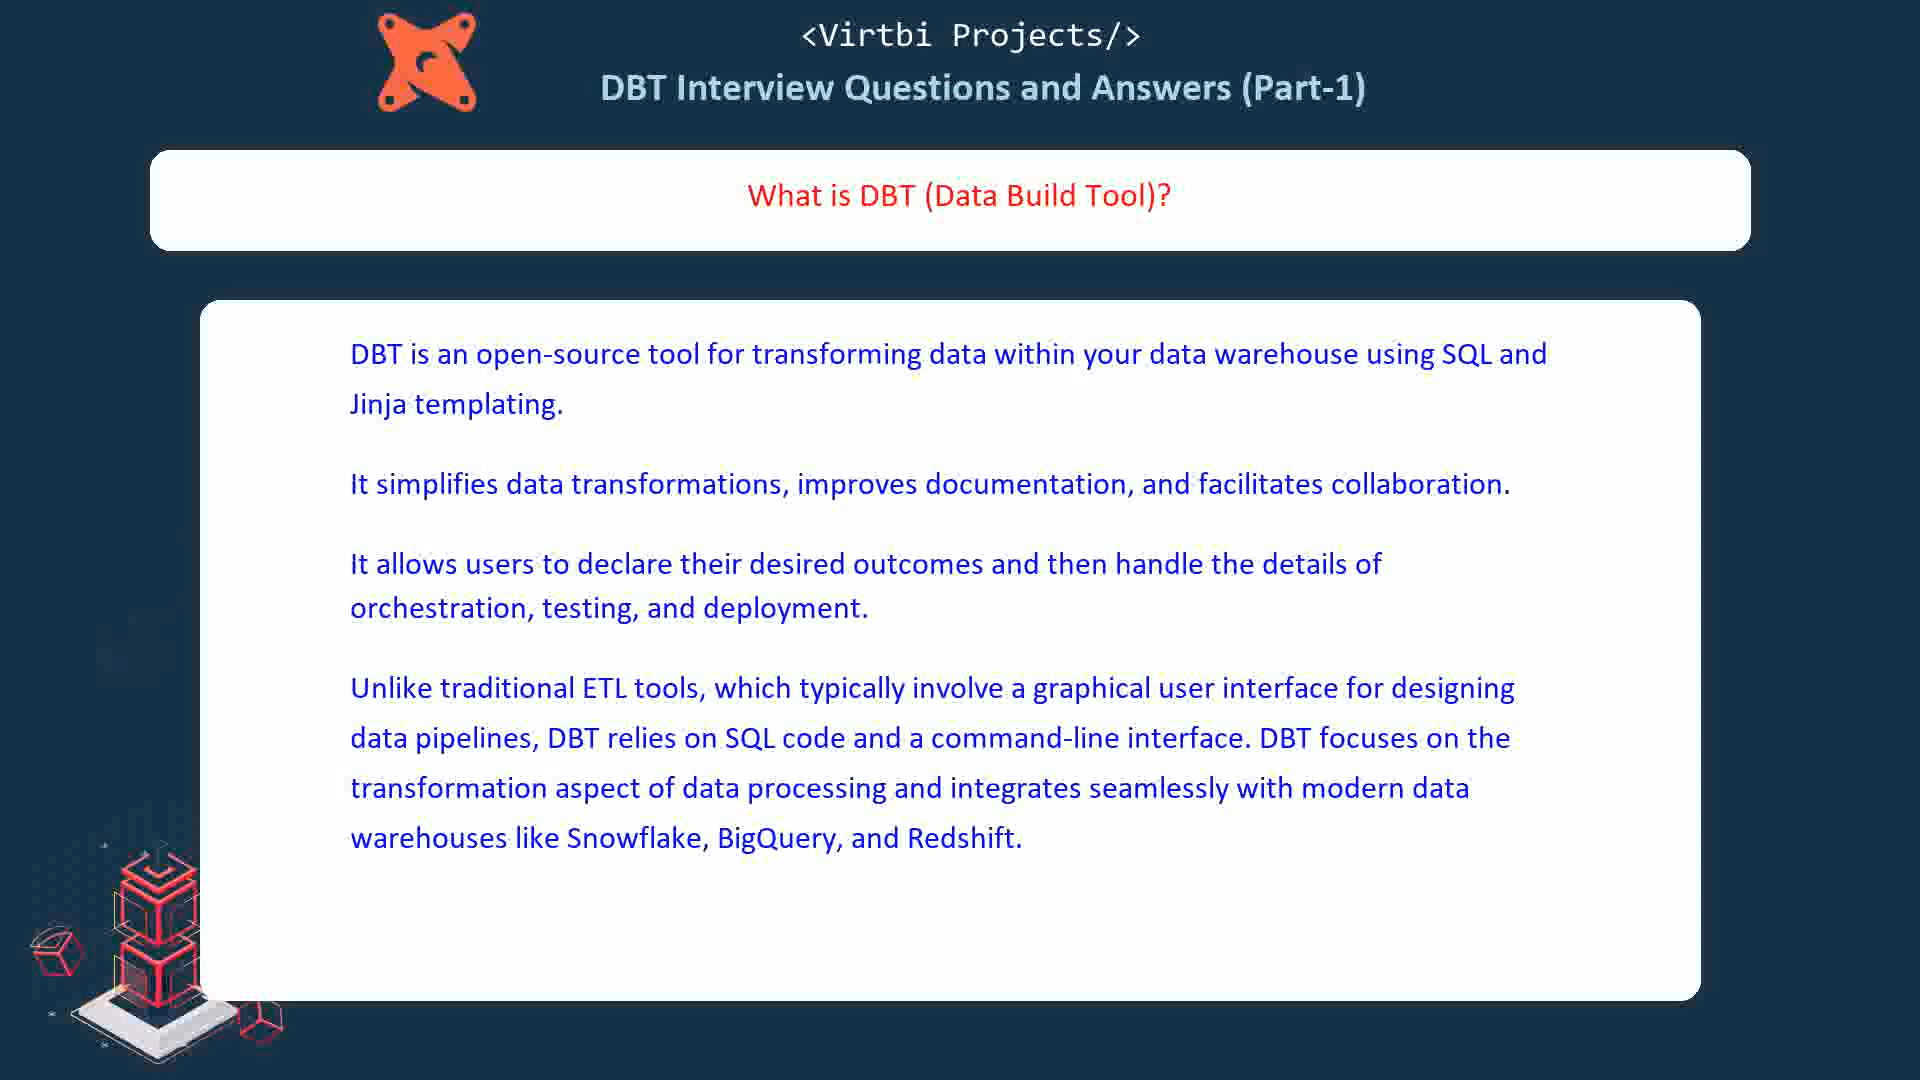 <Virtbi Projects/>
DBT Interview Questions and Answers (Part-1)
What is DBT (Data Build Tool)?
DBT is an open-source tool for transforming data within your data warehouse using SQL and
Jinja templating.
It simplifies data transformations, improves documentation, and facilitates collaboration.
It allows users to declare their desired outcomes and then handle the details of
orchestration, testing, and deployment.
Unlike traditional ETL tools, which typically involve a graphical user interface for designing
data pipelines, DBT relies on SQL code and a command-line interface. DBT focuses on the
transformation aspect of data processing and integrates seamlessly with modern data
warehouses like Snowflake, BigQuery, and Redshift.